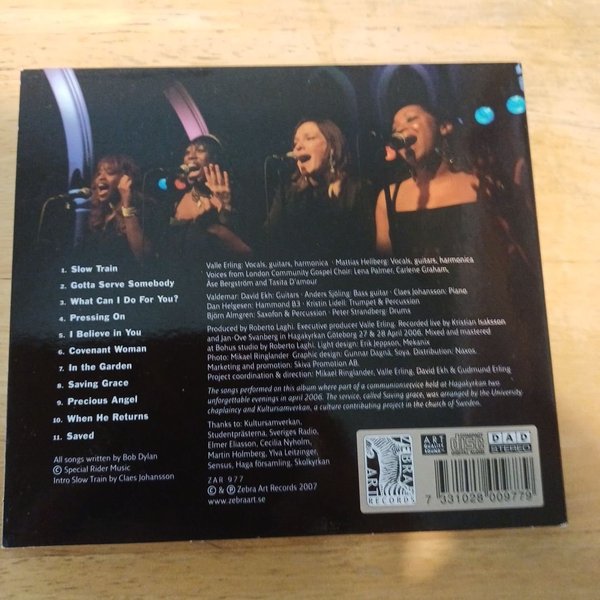 1. Slow Train
2. Gotta Serve Somebody
3. What Can I Do For You?
4. Pressing On
5. I Believe in You
6. Covenant Woman
7. In the Garden
8. Saving Grace
9. Precious Angel
10. When He Returns
11. Saved
All songs written by Bob Dylan
© Special Rider Music
Intro Slow Train by Claes Johansson
Valle Erling: Vocals, guitars, harmonica · Mattias Hellberg: Vocals, guitars, harmonica
Voices from London Community Gospel Choir: Lena Palmer, Carlene Graham,
Åse Bergström and Tasita D'amour
Valdemar: David Ekh: Guitars · Anders Sjöling: Bass guitar · Claes Johansson: Piano
Dan Helgesen: Hammond B3 · Kristin Lidell: Trumpet & Percussion
Björn Almgren: Saxofon & Percussion · Peter Strandberg: Drums
Produced by Roberto Laghi. Executive producer Valle Erling. Recorded live by Kristian Isaksson
and Jan-Ove Svanberg in Hagakyrkan Göteborg 27 & 28 April 2006. Mixed and mastered
at Bohus studio by Roberto Laghi. Light design: Erik Jeppson, Mekanix
Photo: Mikael Ringlander Graphic design: Gunnar Dagnå, Soya. Distribution: Naxos.
Marketing and promotion: Skiva Promotion AB.
Project coordination & direction: Mikael Ringlander, Valle Erling, David Ekh & Gudmund Erling
The songs performed on this album where part of a communionservice held at Hagakyrkan two
unforgettable evenings in april 2006. The service, called Saving grace, was arranged by the University
chaplaincy and Kultursamverkan, a culture contributing project in the church of Sweden.
Thanks to: Kultursamverkan,
Studentprästerna, Sveriges Radio,
Elmer Eliasson, Cecilia Nyholm,
Martin Holmberg, Ylva Leitzinger,
Sensus, Haga församling, Skolkyrkan
ZAR 977
© & ℗ Zebra Art Records 2007
www.zebraart.se
ZEBRA
ART
RECORDS
ART
QUALITY
SOUND
COMPACT
disc
DIGITAL AUDIO
DAD
STEREO
7 331028 009779